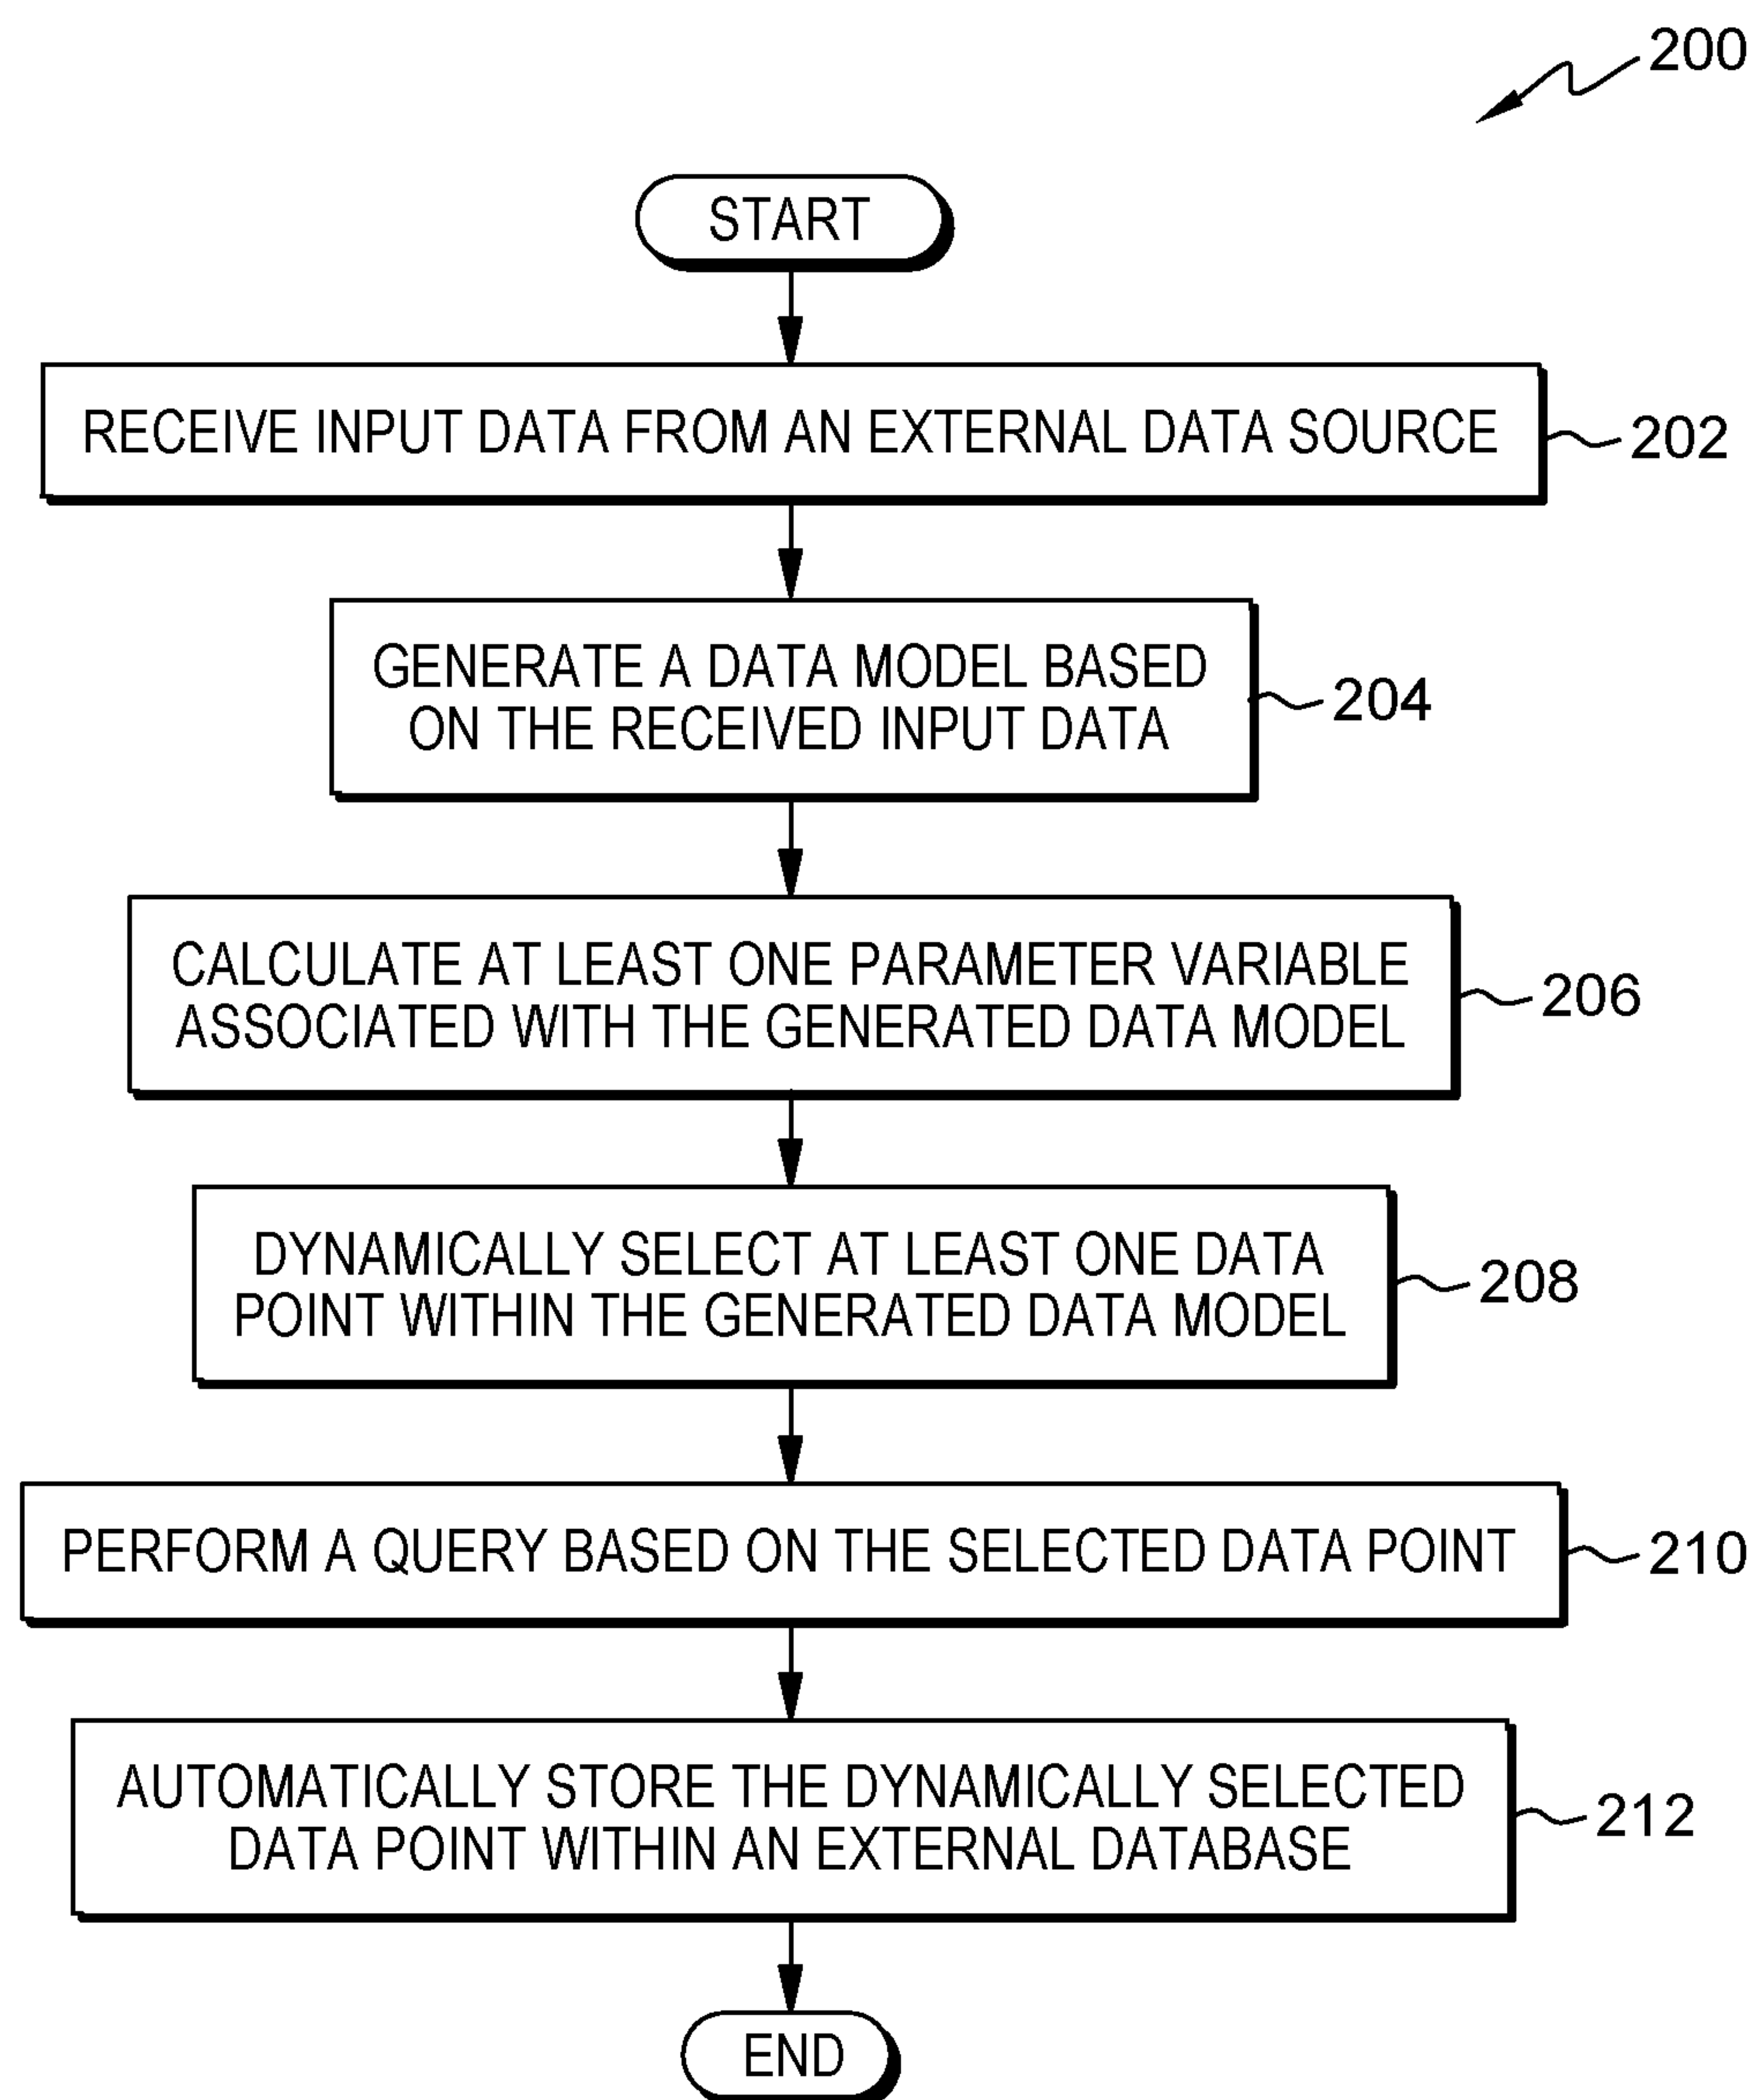 200
START
RECEIVE INPUT DATA FROM AN EXTERNAL DATA SOURCE
202
GENERATE A DATA MODEL BASED
ON THE RECEIVED INPUT DATA
204
CALCULATE AT LEAST ONE PARAMETER VARIABLE
ASSOCIATED WITH THE GENERATED DATA MODEL
206
DYNAMICALLY SELECT AT LEAST ONE DATA
POINT WITHIN THE GENERATED DATA MODEL
208
PERFORM A QUERY BASED ON THE SELECTED DATA POINT
210
AUTOMATICALLY STORE THE DYNAMICALLY SELECTED
DATA POINT WITHIN AN EXTERNAL DATABASE
212
END